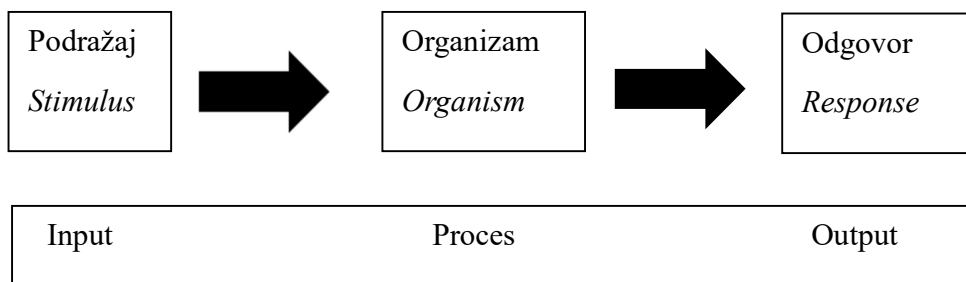 Podražaj
Stimulus
Organizam
Organism
Odgovor
Response
Input Proces Output